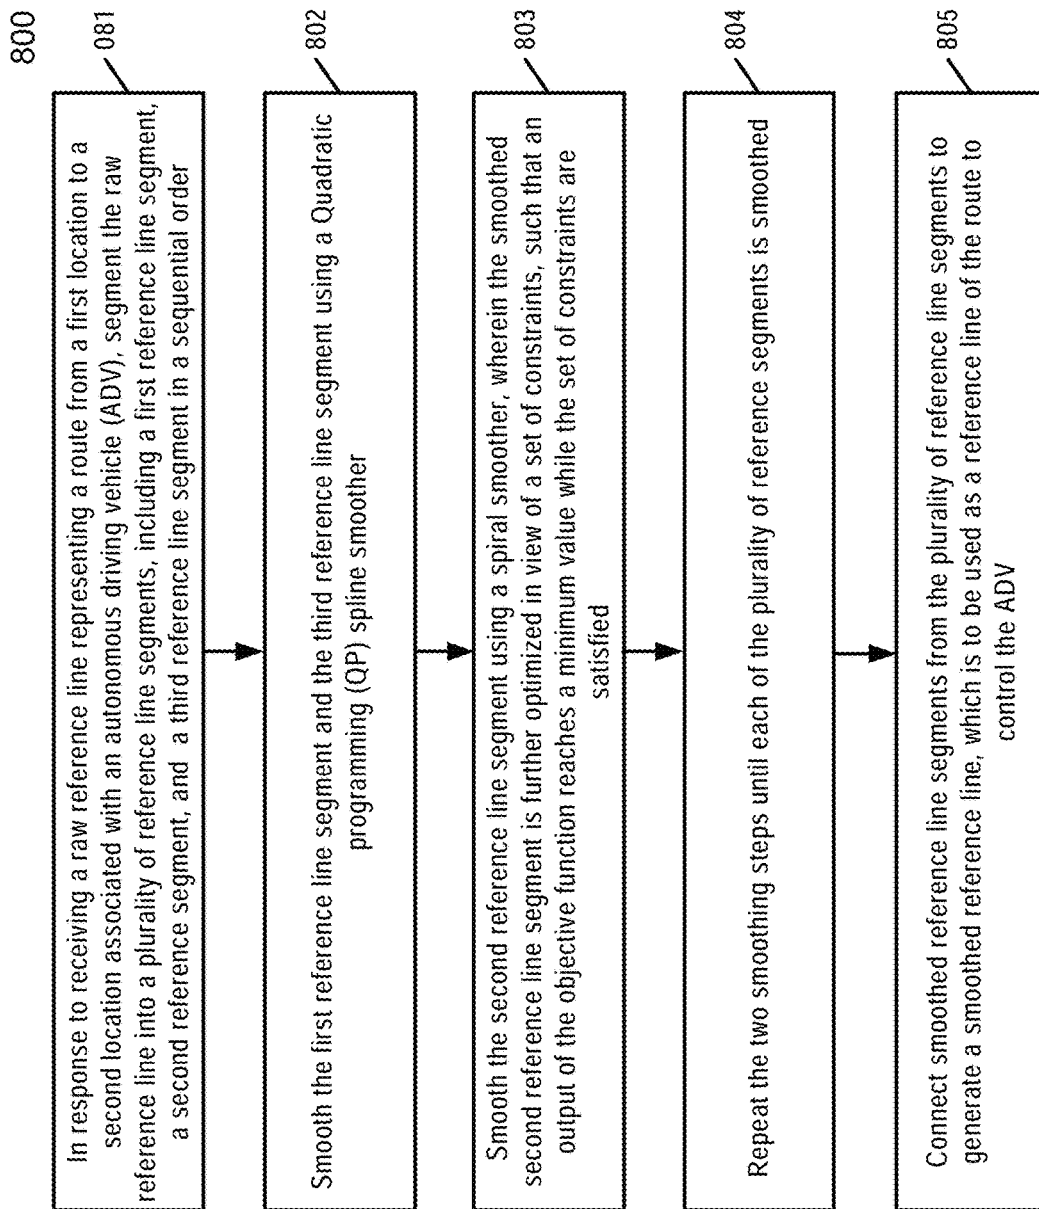 800
081
In response to receiving a raw reference line representing a route from a first location to a
second location associated with an autonomous driving vehicle (ADV), segment the raw
reference line into a plurality of reference line segments, including a first reference line segment,
a second reference segment, and a third reference line segment in a sequential order
802
Smooth the first reference line segment and the third reference line segment using a Quadratic
programming (QP) spline smoother
803
Smooth the second reference line segment using a spiral smoother, wherein the smoothed
second reference line segment is further optimized in view of a set of constraints, such that an
output of the objective function reaches a minimum value while the set of constraints are
satisfied
804
Repeat the two smoothing steps until each of the plurality of reference segments is smoothed
805
Connect smoothed reference line segments from the plurality of reference line segments to
generate a smoothed reference line, which is to be used as a reference line of the route to
control the ADV